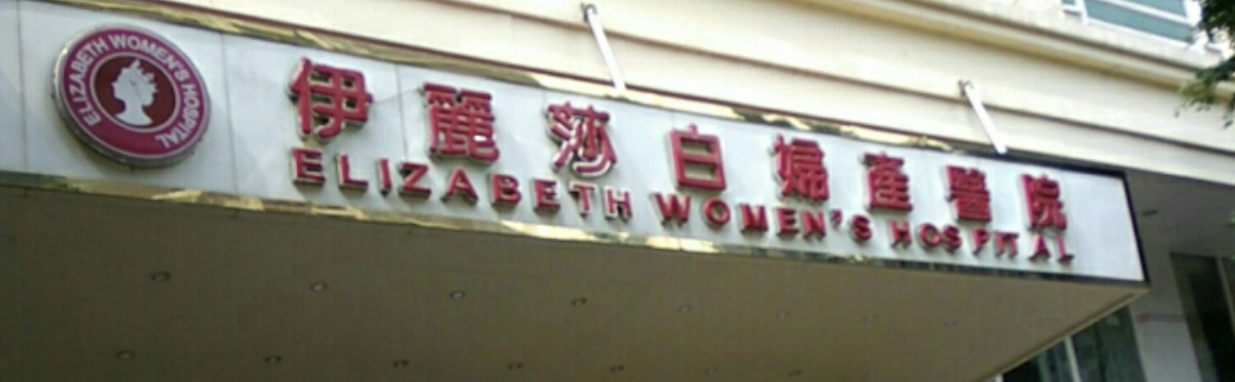 ELIZABETH WOMEN'S HOSPITAL
伊麗莎白婦產醫院
ELIZABETH WOMEN'S HOSPITAL